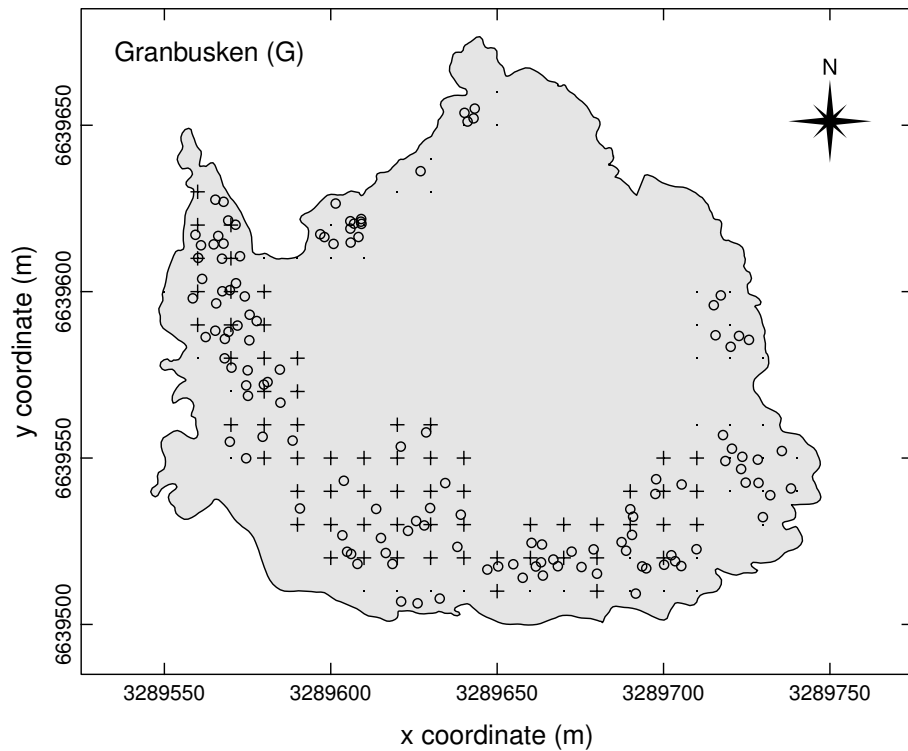 Granbusken (G)
N
6639650
6639600
6639550
6639500
y coordinate (m)
3289550 3289600 3289650 3289700 3289750
x coordinate (m)